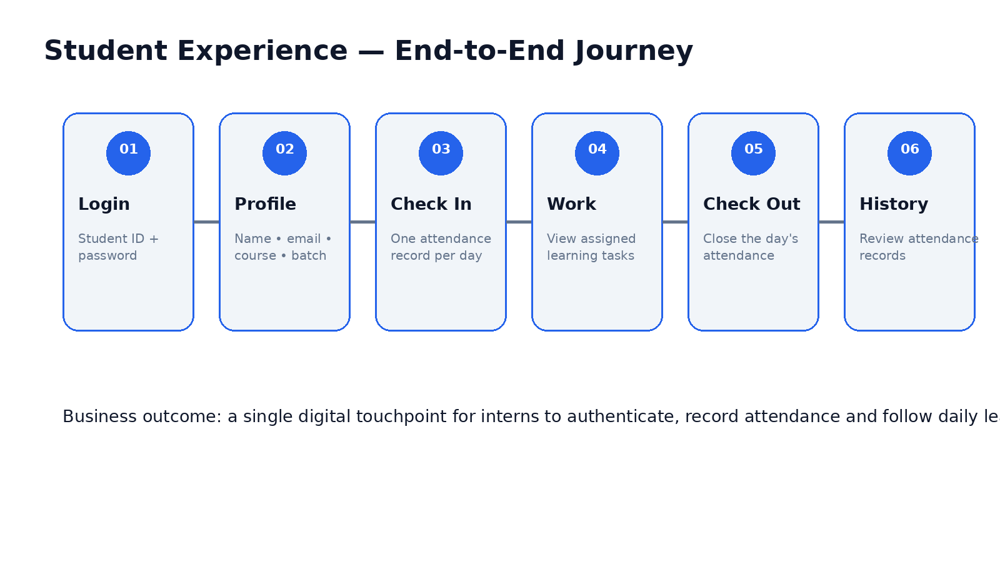 Student Experience — End-to-End Journey
01
Login
Student ID +
password
02
Profile
Name • email •
course • batch
03
Check In
One attendance
record per day
04
Work
View assigned
learning tasks
05
Check Out
Close the day's
attendance
06
History
Review attendance
records
Business outcome: a single digital touchpoint for interns to authenticate, record attendance and follow daily